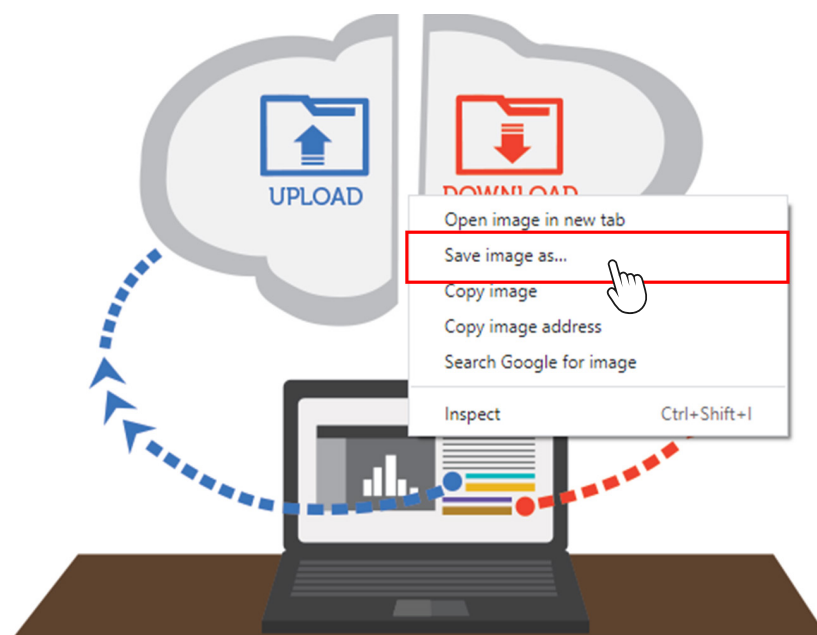 UPLOAD
DOWNLOAD
Open image in new tab
Save image as...
Copy image
Copy image address
Search Google for image
Inspect Ctrl+Shift+I